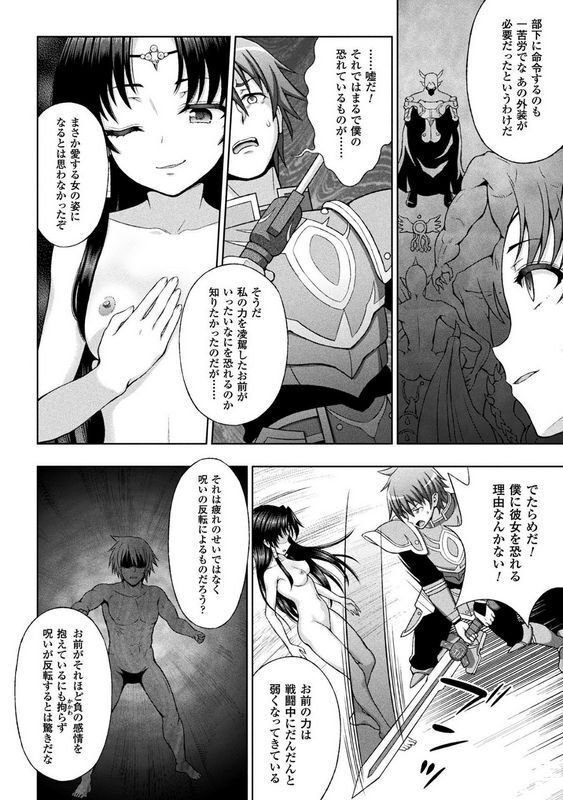 部下に命令するのも
一苦労でな あの外装が
必要だったというわけだ
……嘘だ！
それではまるで僕の
恐れているものが……
そうだ
私の力を凌駕したお前が
いったいなにを恐れるのか
知りたかったのだが……
まさか愛する女の姿に
なるとは思わなかったぞ
でたらめだ！
僕に彼女を恐れる
理由なんかない！
お前の力は
戦闘中にだんだんと
弱くなってきている
それは疲れのせいではなく
呪いの反転によるものだろう？
お前がそれほど負の感情を
抱えているにも拘らず
かかわ
呪いが反転するとは驚きだな